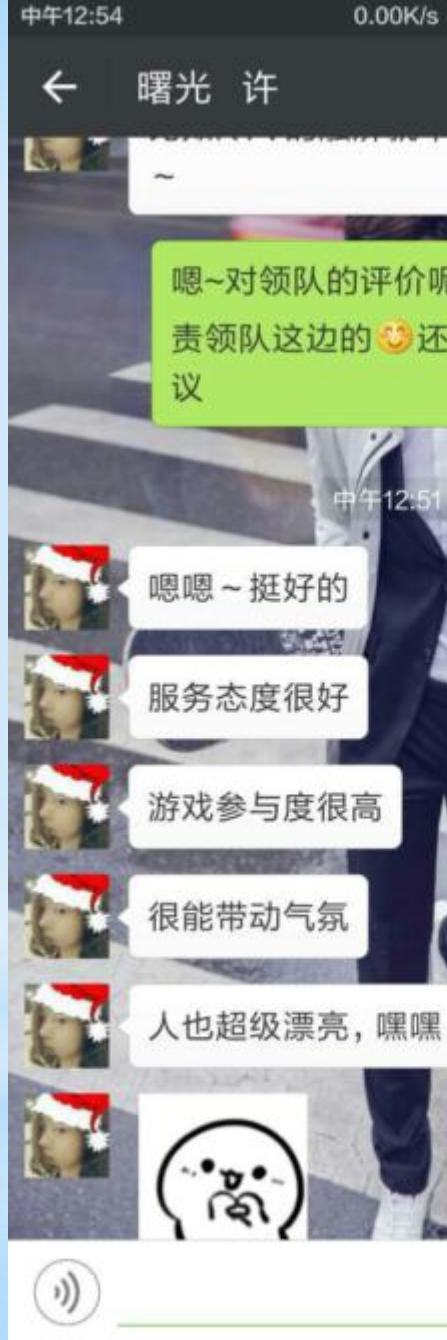 中午12:54
0.00K/s
曙光 许
~
嗯~对领队的评价呢
责领队这边的😊还
议
中午12:51
嗯嗯~挺好的
服务态度很好
游戏参与度很高
很能带动气氛
人也超级漂亮，嘿嘿